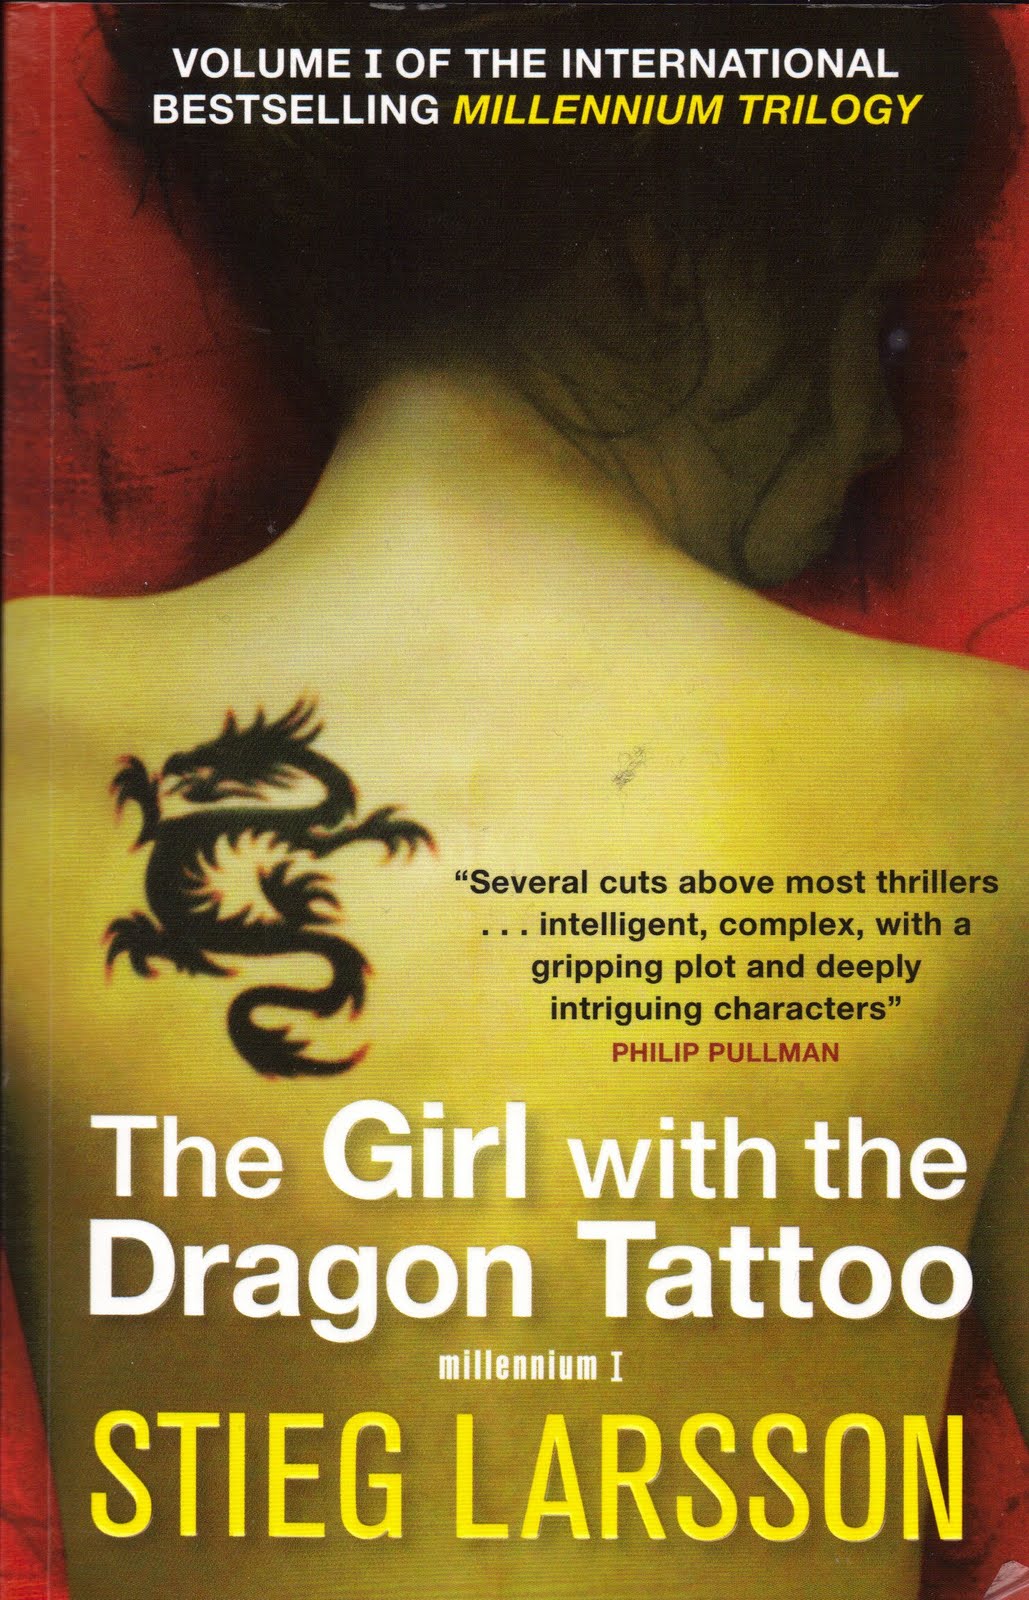 VOLUME I OF THE INTERNATIONAL
BESTSELLING MILLENNIUM TRILOGY
“Several cuts above most thrillers
. . . intelligent, complex, with a
gripping plot and deeply
intriguing characters”
PHILIP PULLMAN
The Girl with the
Dragon Tattoo
millennium I
STIEG LARSSON